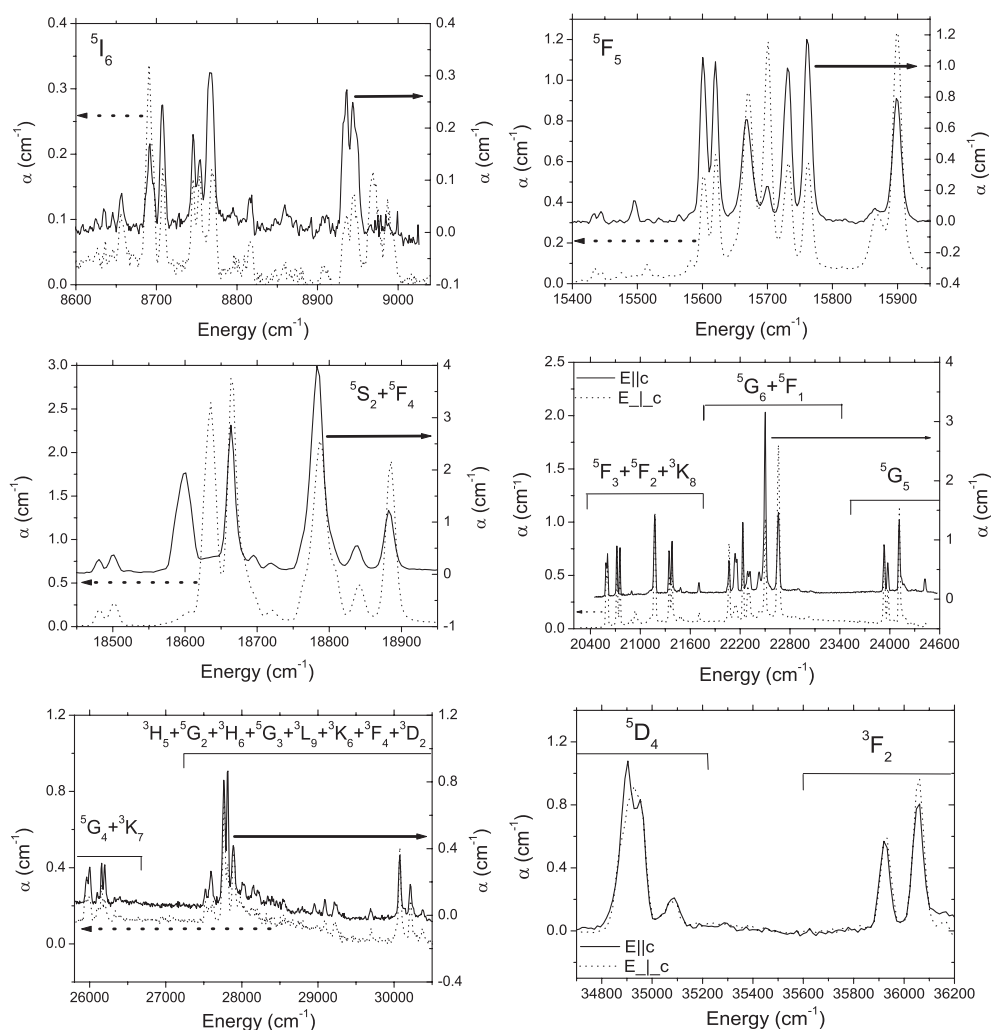 ⁵I₆
α (cm⁻¹)
0.4
0.3
0.2
0.1
0.0
0.4
0.3
0.2
0.1
0.0
-0.1
α (cm⁻¹)
8600 8700 8800 8900 9000
Energy (cm⁻¹)
⁵F₅
α (cm⁻¹)
1.2
1.0
0.8
0.6
0.4
0.2
0.0
1.2
1.0
0.8
0.6
0.4
0.2
0.0
-0.2
-0.4
α (cm⁻¹)
15400 15500 15600 15700 15800 15900
Energy (cm⁻¹)
⁵S₂+⁵F₄
α (cm⁻¹)
3.0
2.5
2.0
1.5
1.0
0.5
0.0
4
3
2
1
0
-1
α (cm⁻¹)
18500 18600 18700 18800 18900
Energy (cm⁻¹)
E||c
E_|_c
⁵G₆+⁵F₁
⁵F₃+⁵F₂+³K₈
⁵G₅
α (cm⁻¹)
2.5
2.0
1.5
1.0
0.5
0.0
4
3
2
1
0
α (cm⁻¹)
20400 21000 21600 22200 22800 23400 24000 24600
Energy (cm⁻¹)
³H₅+⁵G₂+³H₆+⁵G₃+³L₉+³K₆+³F₄+³D₂
⁵G₄+³K₇
α (cm⁻¹)
1.2
0.8
0.4
0.0
1.2
0.8
0.4
0.0
-0.4
α (cm⁻¹)
26000 27000 28000 29000 30000
Energy (cm⁻¹)
⁵D₄
³F₂
α (cm⁻¹)
1.2
0.8
0.4
0.0
E||c
E_|_c
34800 35000 35200 35400 35600 35800 36000 36200
Energy (cm⁻¹)